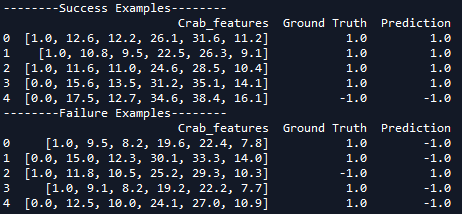 --------Success Examples--------
Crab_features Ground Truth Prediction
0 [1.0, 12.6, 12.2, 26.1, 31.6, 11.2] 1.0 1.0
1 [1.0, 10.8, 9.5, 22.5, 26.3, 9.1] 1.0 1.0
2 [1.0, 11.6, 11.0, 24.6, 28.5, 10.4] 1.0 1.0
3 [0.0, 15.6, 13.5, 31.2, 35.1, 14.1] 1.0 1.0
4 [0.0, 17.5, 12.7, 34.6, 38.4, 16.1] -1.0 -1.0
--------Failure Examples--------
Crab_features Ground Truth Prediction
0 [1.0, 9.5, 8.2, 19.6, 22.4, 7.8] 1.0 -1.0
1 [0.0, 15.0, 12.3, 30.1, 33.3, 14.0] 1.0 -1.0
2 [1.0, 11.8, 10.5, 25.2, 29.3, 10.3] -1.0 1.0
3 [1.0, 9.1, 8.2, 19.2, 22.2, 7.7] 1.0 -1.0
4 [0.0, 12.5, 10.0, 24.1, 27.0, 10.9] 1.0 -1.0